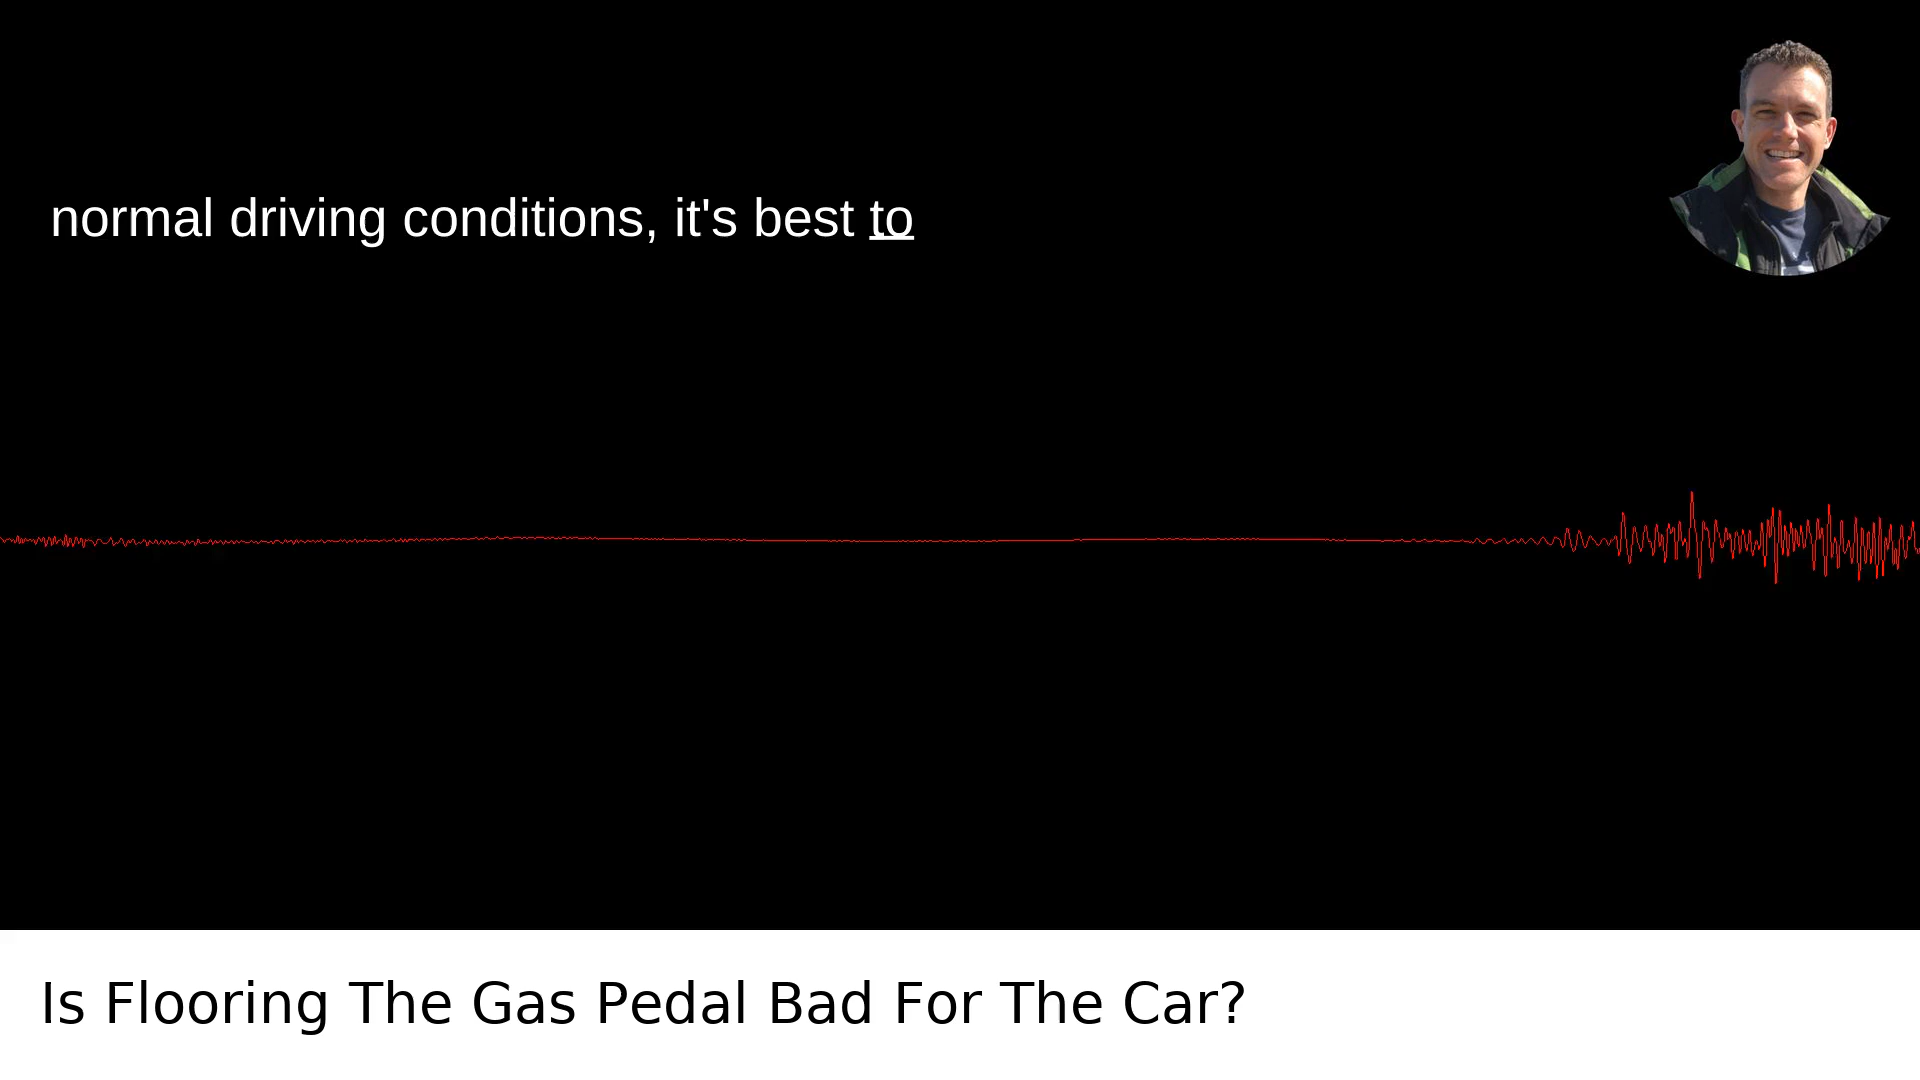 normal driving conditions, it's best to
Is Flooring The Gas Pedal Bad For The Car?